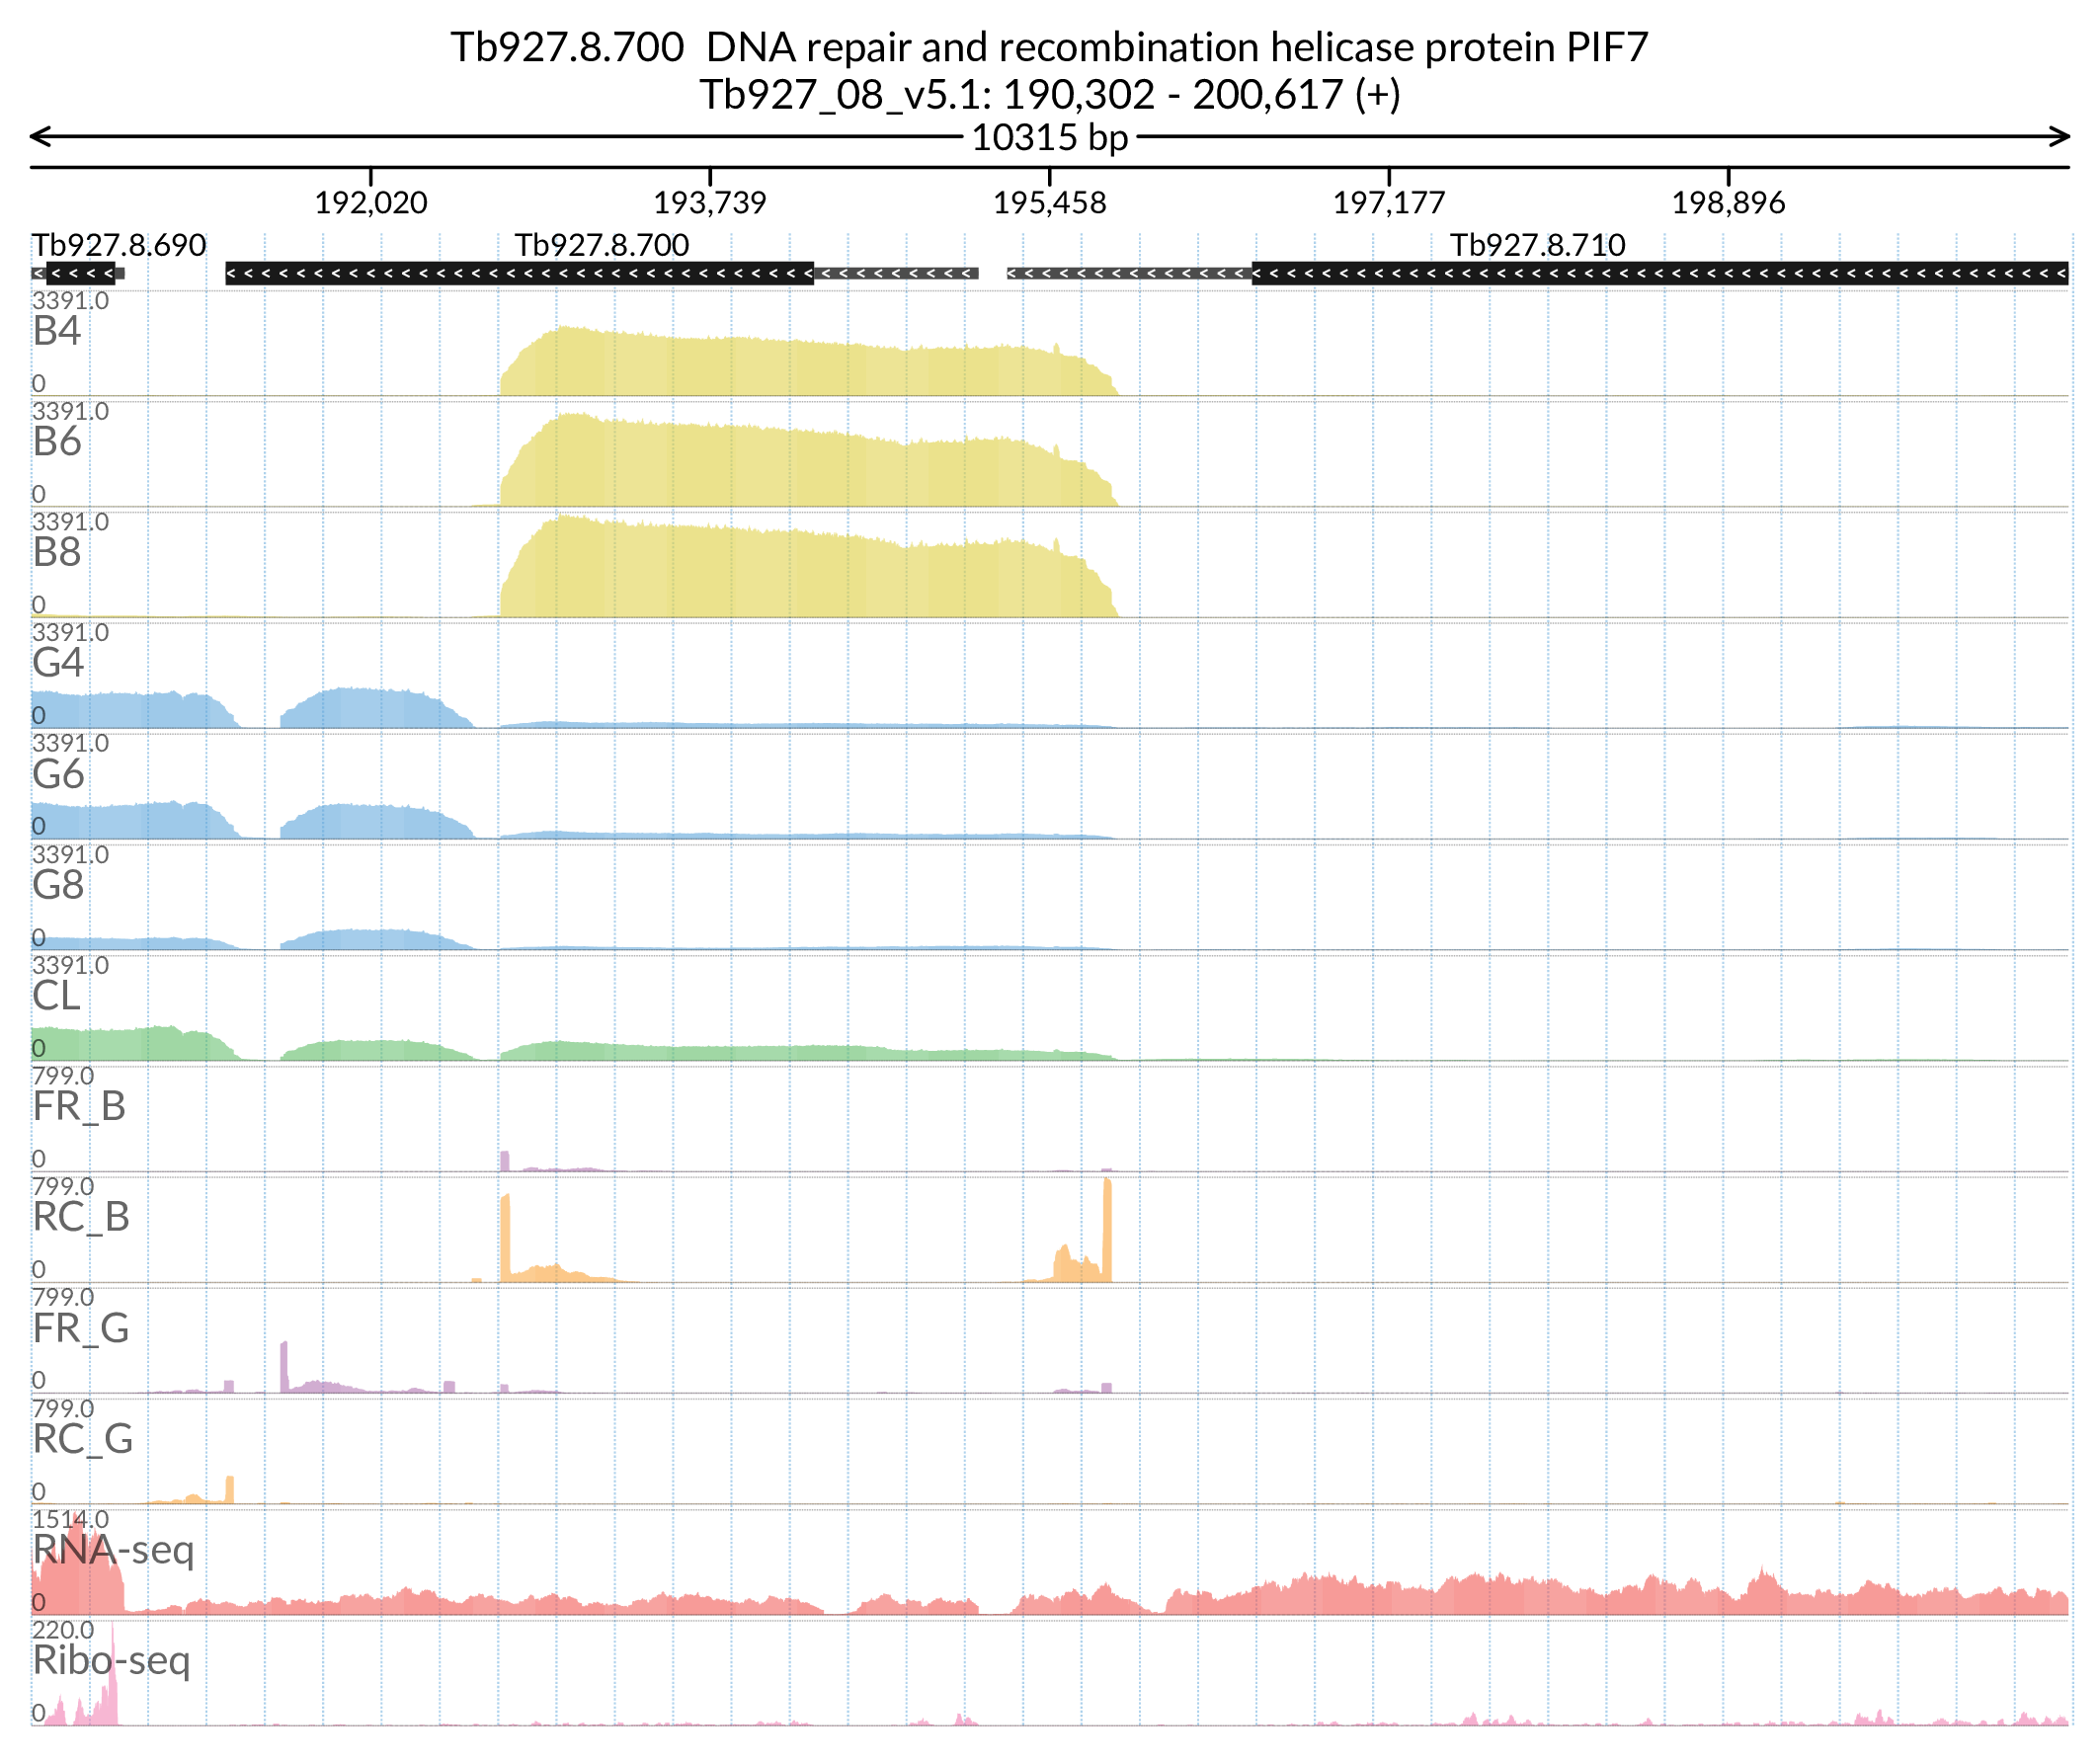 Tb927.8.700  DNA repair and recombination helicase protein PIF7
Tb927_08_v5.1: 190,302 - 200,617 (+)
10315 bp
192,020 193,739 195,458 197,177 198,896
Tb927.8.690 Tb927.8.700 Tb927.8.710
3391.0
B4
0
3391.0
B6
0
3391.0
B8
0
3391.0
G4
0
3391.0
G6
0
3391.0
G8
0
3391.0
CL
0
799.0
FR_B
0
799.0
RC_B
0
799.0
FR_G
0
799.0
RC_G
0
1514.0
RNA-seq
0
220.0
Ribo-seq
0